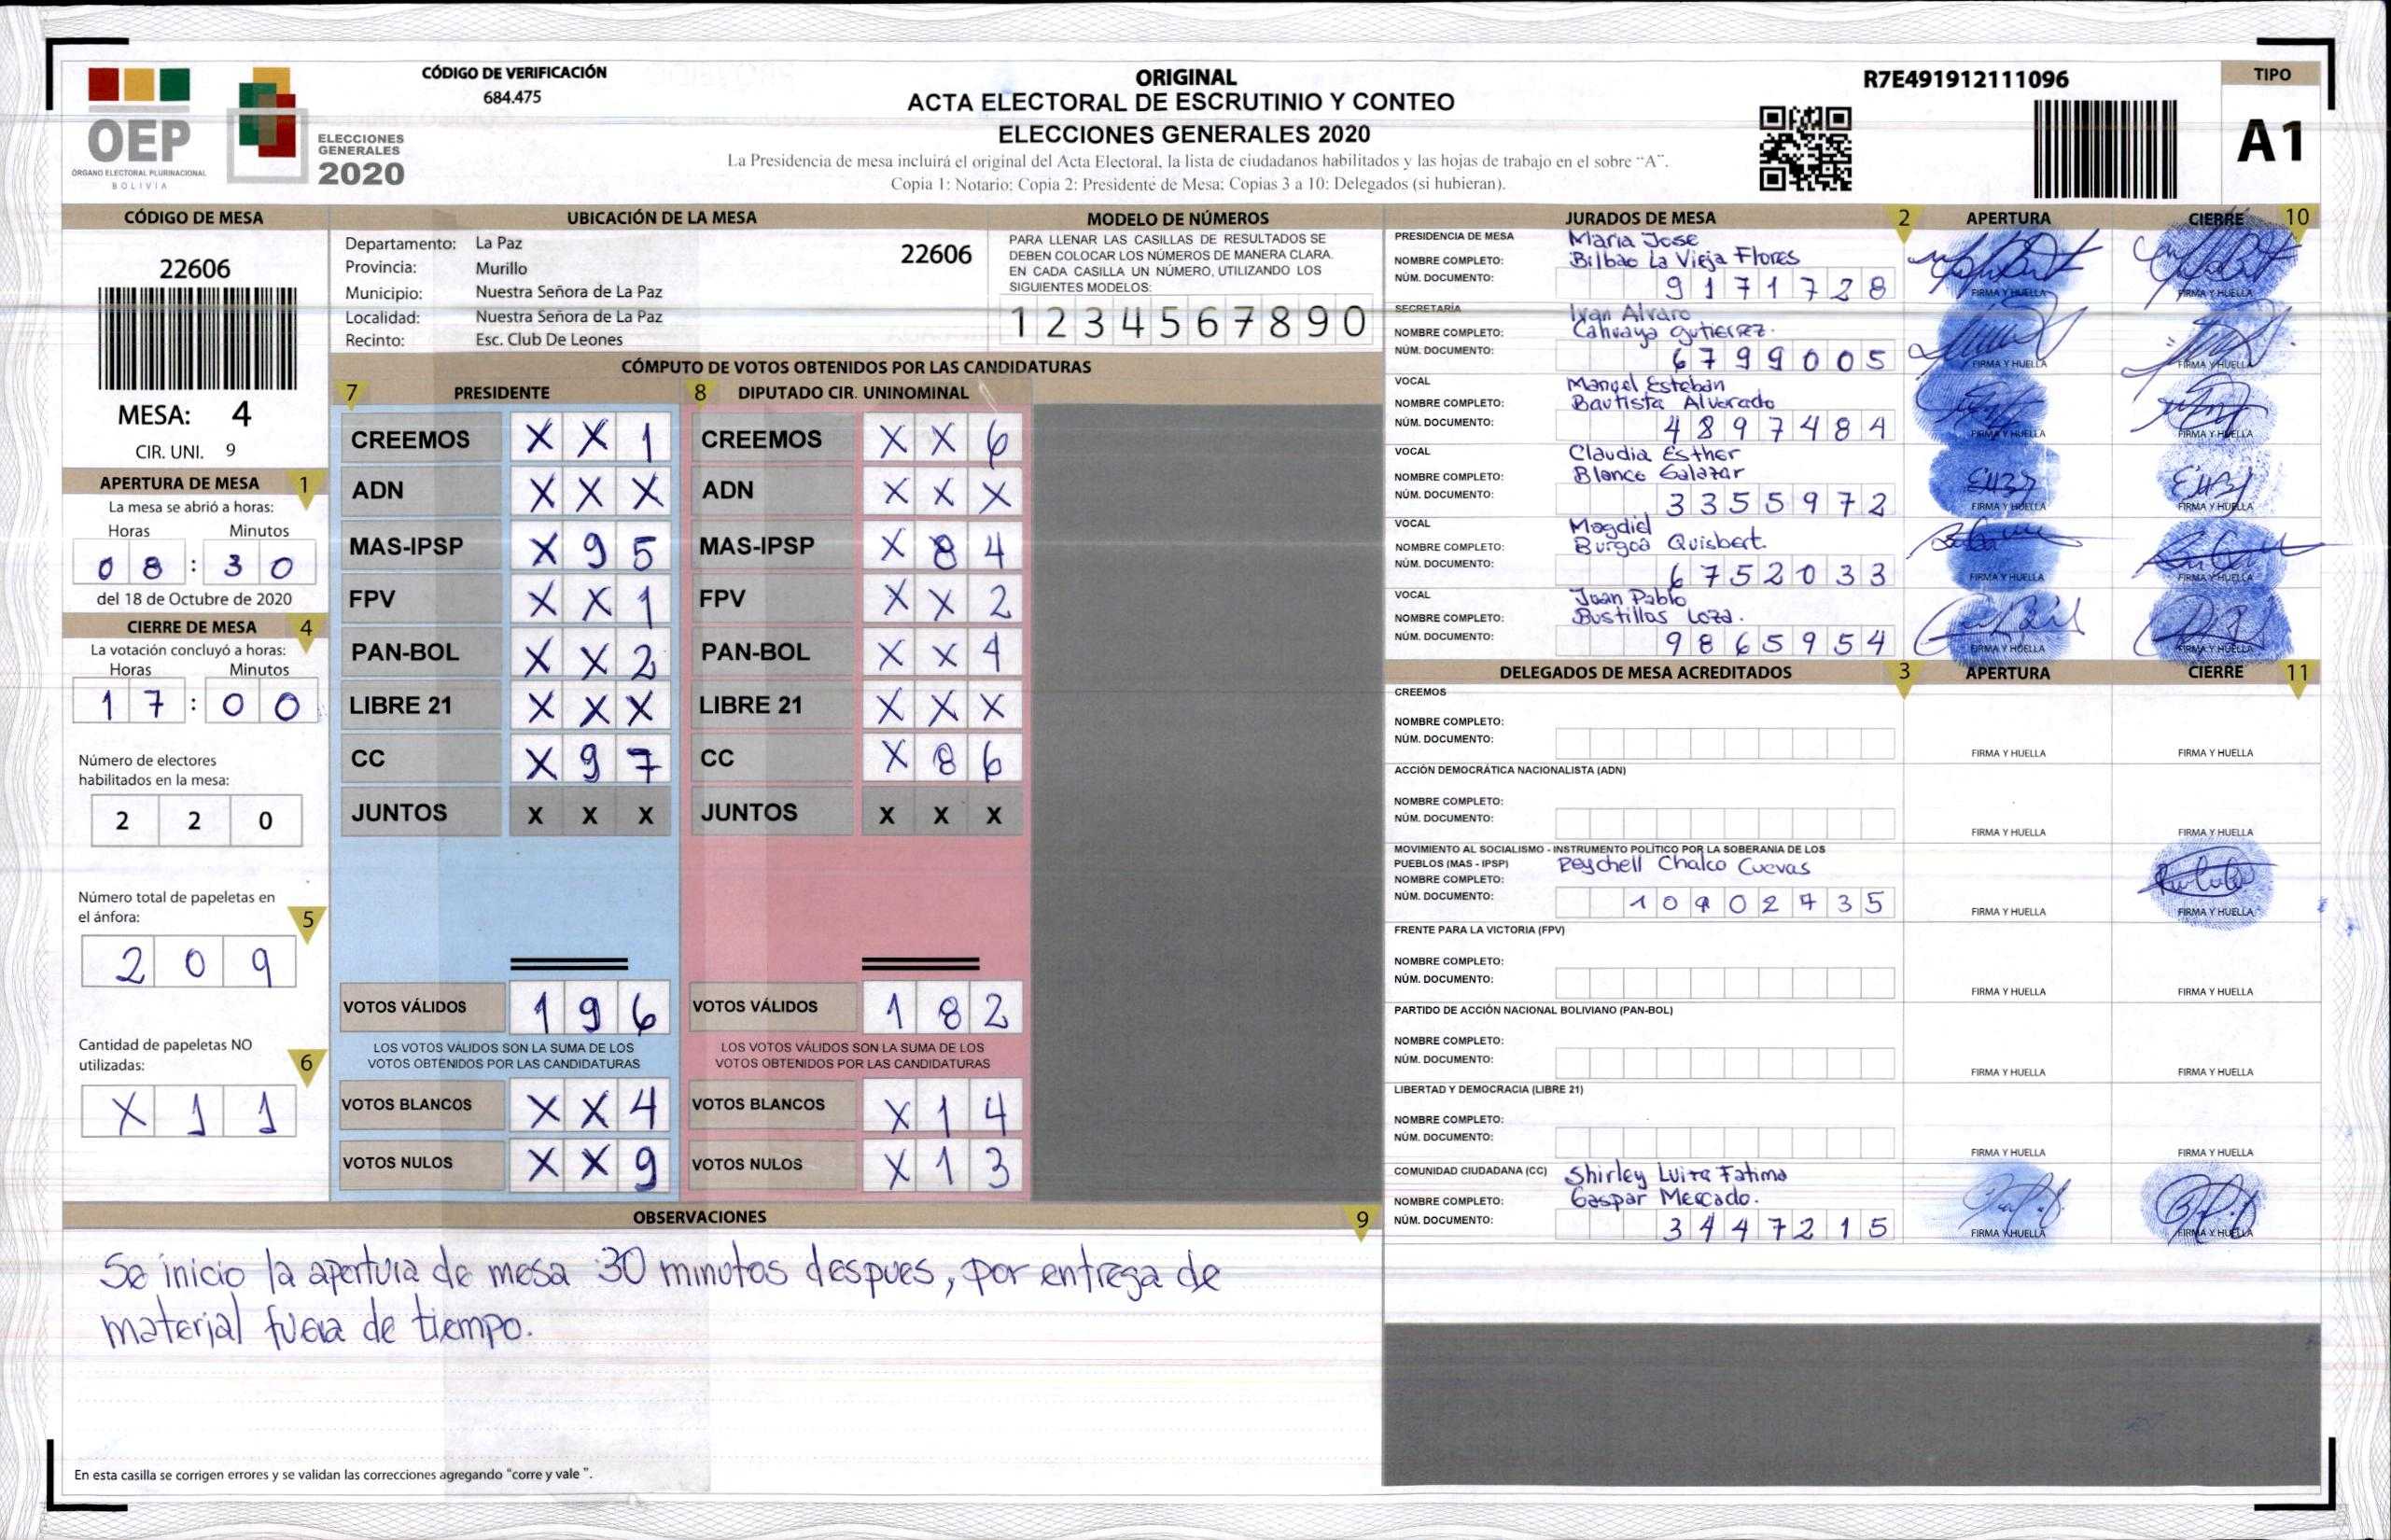 CÓDIGO DE VERIFICACIÓN
684.475
OEP
ÓRGANO ELECTORAL PLURINACIONAL
BOLIVIA
ELECCIONES
GENERALES
2020
ORIGINAL
ACTA ELECTORAL DE ESCRUTINIO Y CONTEO
ELECCIONES GENERALES 2020
La Presidencia de mesa incluirá el original del Acta Electoral, la lista de ciudadanos habilitados y las hojas de trabajo en el sobre "A".
Copia 1: Notario; Copia 2: Presidente de Mesa; Copias 3 a 10: Delegados (si hubieran).
R7E491912111096
TIPO
A1
CÓDIGO DE MESA
22606
MESA: 4
CIR. UNI. 9
APERTURA DE MESA 1
La mesa se abrió a horas:
Horas Minutos
0 8 : 3 0
del 18 de Octubre de 2020
CIERRE DE MESA 4
La votación concluyó a horas:
Horas Minutos
1 7 : 0 0
Número de electores
habilitados en la mesa:
2 2 0
Número total de papeletas en
el ánfora: 5
2 0 9
Cantidad de papeletas NO
utilizadas: 6
X 1 1
UBICACIÓN DE LA MESA
Departamento: La Paz 22606
Provincia: Murillo
Municipio: Nuestra Señora de La Paz
Localidad: Nuestra Señora de La Paz
Recinto: Esc. Club De Leones
MODELO DE NÚMEROS
PARA LLENAR LAS CASILLAS DE RESULTADOS SE
DEBEN COLOCAR LOS NÚMEROS DE MANERA CLARA.
EN CADA CASILLA UN NÚMERO, UTILIZANDO LOS
SIGUIENTES MODELOS:
1 2 3 4 5 6 7 8 9 0
CÓMPUTO DE VOTOS OBTENIDOS POR LAS CANDIDATURAS
7 PRESIDENTE 8 DIPUTADO CIR. UNINOMINAL
CREEMOS X X 1 CREEMOS X X 6
ADN X X X ADN X X X
MAS-IPSP X 9 5 MAS-IPSP X 8 4
FPV X X 1 FPV X X 2
PAN-BOL X X 2 PAN-BOL X X 4
LIBRE 21 X X X LIBRE 21 X X X
CC X 9 7 CC X 8 6
JUNTOS X X X JUNTOS X X X
VOTOS VÁLIDOS 1 9 6 VOTOS VÁLIDOS 1 8 2
LOS VOTOS VÁLIDOS SON LA SUMA DE LOS LOS VOTOS VÁLIDOS SON LA SUMA DE LOS
VOTOS OBTENIDOS POR LAS CANDIDATURAS VOTOS OBTENIDOS POR LAS CANDIDATURAS
VOTOS BLANCOS X X 4 VOTOS BLANCOS X 1 4
VOTOS NULOS X X 9 VOTOS NULOS X 1 3
OBSERVACIONES 9
Se inicio la apertura de mesa 30 minutos despues, por entrega de
material fuera de tiempo.
En esta casilla se corrigen errores y se validan las correcciones agregando "corre y vale".
JURADOS DE MESA 2 APERTURA CIERRE 10
PRESIDENCIA DE MESA Maria Jose
NOMBRE COMPLETO: Bilbao La Vieja Flores
NÚM. DOCUMENTO: 9 1 7 1 7 2 8 FIRMA Y HUELLA FIRMA Y HUELLA
SECRETARÍA Ivan Alvaro
NOMBRE COMPLETO: Cahuaya Gutierrez.
NÚM. DOCUMENTO: 6 7 9 9 0 0 5 FIRMA Y HUELLA FIRMA Y HUELLA
VOCAL Manuel Esteban
NOMBRE COMPLETO: Bautista Alvarado
NÚM. DOCUMENTO: 4 8 9 7 4 8 4 FIRMA Y HUELLA FIRMA Y HUELLA
VOCAL Claudia Esther
NOMBRE COMPLETO: Blanco Salazar
NÚM. DOCUMENTO: 3 3 5 5 9 7 2 FIRMA Y HUELLA FIRMA Y HUELLA
VOCAL Magdiel
NOMBRE COMPLETO: Burgoa Quisbert.
NÚM. DOCUMENTO: 6 7 5 2 0 3 3 FIRMA Y HUELLA FIRMA Y HUELLA
VOCAL Juan Pablo
NOMBRE COMPLETO: Bustillos Loza.
NÚM. DOCUMENTO: 9 8 6 5 9 5 4 FIRMA Y HUELLA FIRMA Y HUELLA
DELEGADOS DE MESA ACREDITADOS 3 APERTURA CIERRE 11
CREEMOS
NOMBRE COMPLETO:
NÚM. DOCUMENTO: FIRMA Y HUELLA FIRMA Y HUELLA
ACCIÓN DEMOCRÁTICA NACIONALISTA (ADN)
NOMBRE COMPLETO:
NÚM. DOCUMENTO: FIRMA Y HUELLA FIRMA Y HUELLA
MOVIMIENTO AL SOCIALISMO - INSTRUMENTO POLÍTICO POR LA SOBERANIA DE LOS
PUEBLOS (MAS - IPSP) Reychell Chalco Cuevas
NOMBRE COMPLETO:
NÚM. DOCUMENTO: 1 0 9 0 2 7 3 5 FIRMA Y HUELLA FIRMA Y HUELLA
FRENTE PARA LA VICTORIA (FPV)
NOMBRE COMPLETO:
NÚM. DOCUMENTO: FIRMA Y HUELLA FIRMA Y HUELLA
PARTIDO DE ACCIÓN NACIONAL BOLIVIANO (PAN-BOL)
NOMBRE COMPLETO:
NÚM. DOCUMENTO: FIRMA Y HUELLA FIRMA Y HUELLA
LIBERTAD Y DEMOCRACIA (LIBRE 21)
NOMBRE COMPLETO:
NÚM. DOCUMENTO: FIRMA Y HUELLA FIRMA Y HUELLA
COMUNIDAD CIUDADANA (CC) Shirley Luiza Fatima
NOMBRE COMPLETO: Gaspar Mercado.
NÚM. DOCUMENTO: 3 4 4 7 2 1 5 FIRMA Y HUELLA FIRMA Y HUELLA